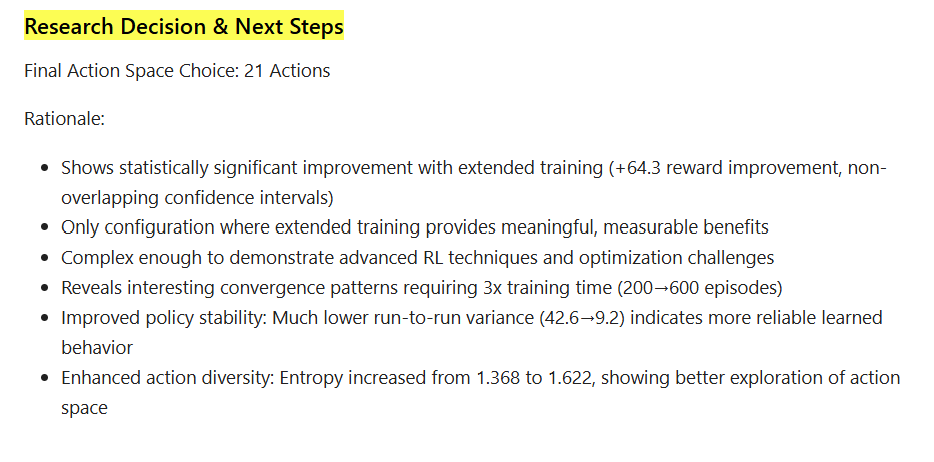 Research Decision & Next Steps
Final Action Space Choice: 21 Actions
Rationale:
• Shows statistically significant improvement with extended training (+64.3 reward improvement, non-
overlapping confidence intervals)
• Only configuration where extended training provides meaningful, measurable benefits
• Complex enough to demonstrate advanced RL techniques and optimization challenges
• Reveals interesting convergence patterns requiring 3x training time (200→600 episodes)
• Improved policy stability: Much lower run-to-run variance (42.6→9.2) indicates more reliable learned
behavior
• Enhanced action diversity: Entropy increased from 1.368 to 1.622, showing better exploration of action
space